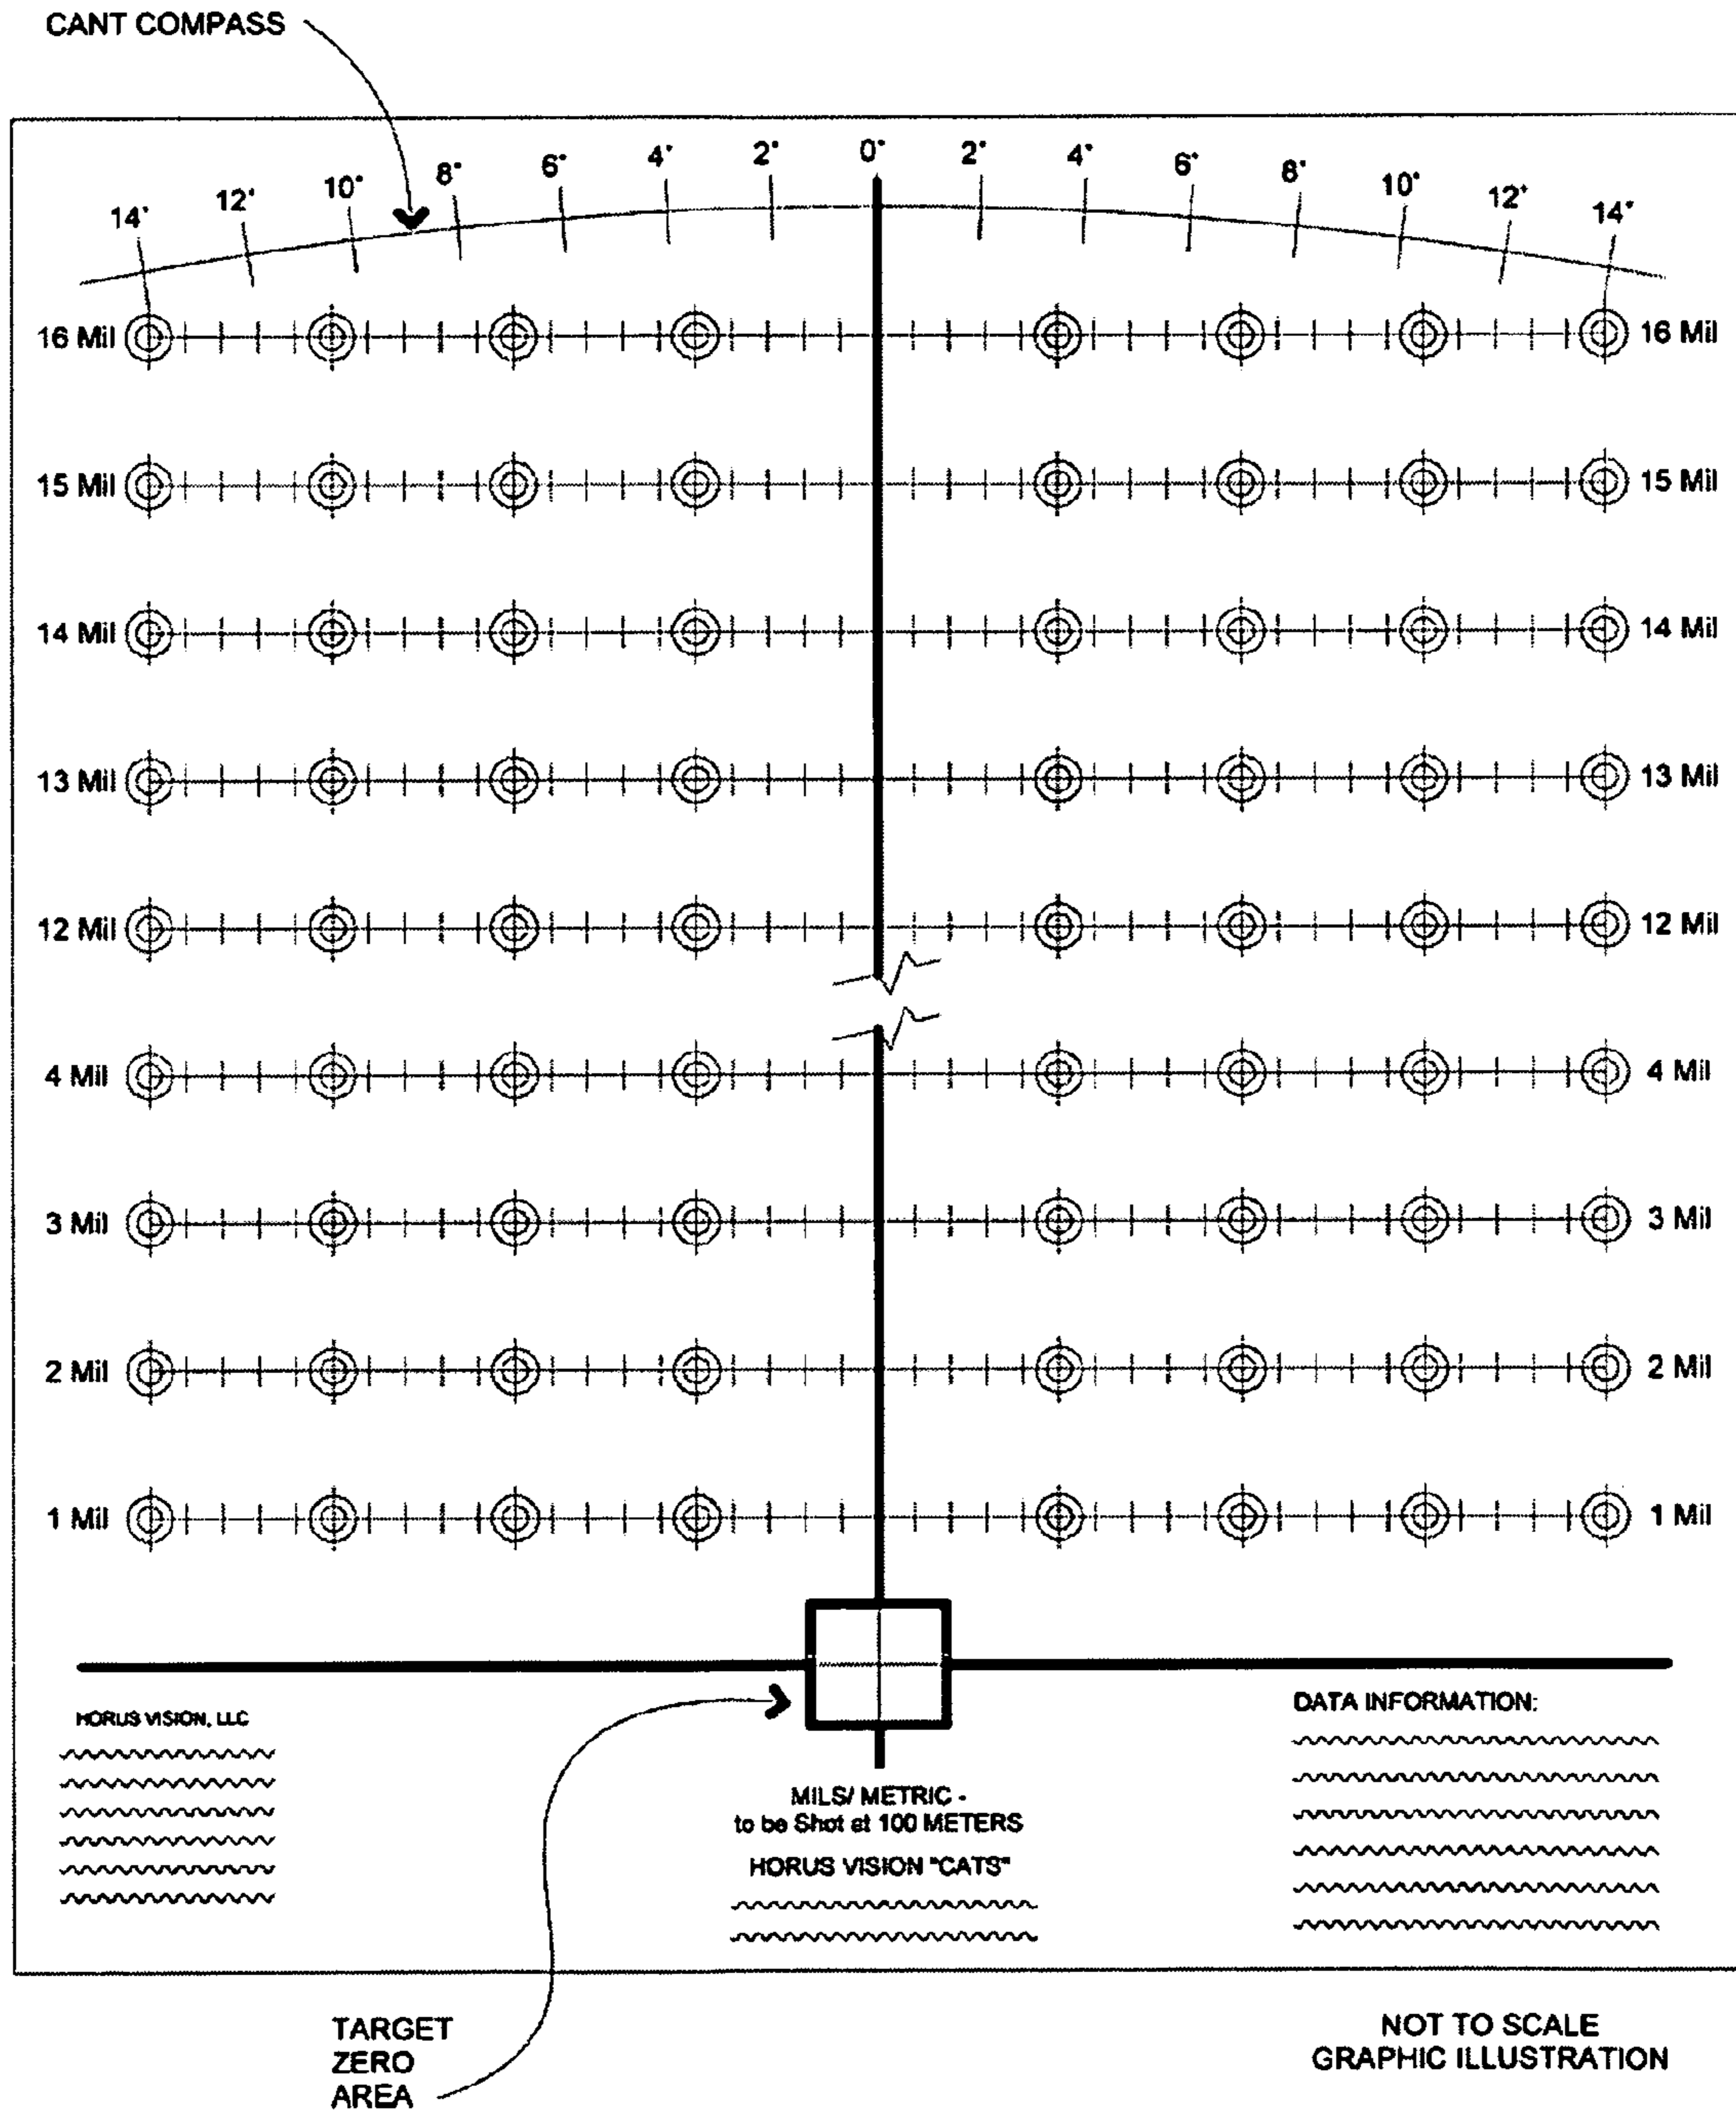 CANT COMPASS
14° 12° 10° 8° 6° 4° 2° 0° 2° 4° 6° 8° 10° 12° 14°
16 Mil 16 Mil
15 Mil 15 Mil
14 Mil 14 Mil
13 Mil 13 Mil
12 Mil 12 Mil
4 Mil 4 Mil
3 Mil 3 Mil
2 Mil 2 Mil
1 Mil 1 Mil
HORUS VISION, LLC
DATA INFORMATION:
MILS/ METRIC -
to be Shot at 100 METERS
HORUS VISION "CATS"
TARGET
ZERO
AREA
NOT TO SCALE
GRAPHIC ILLUSTRATION